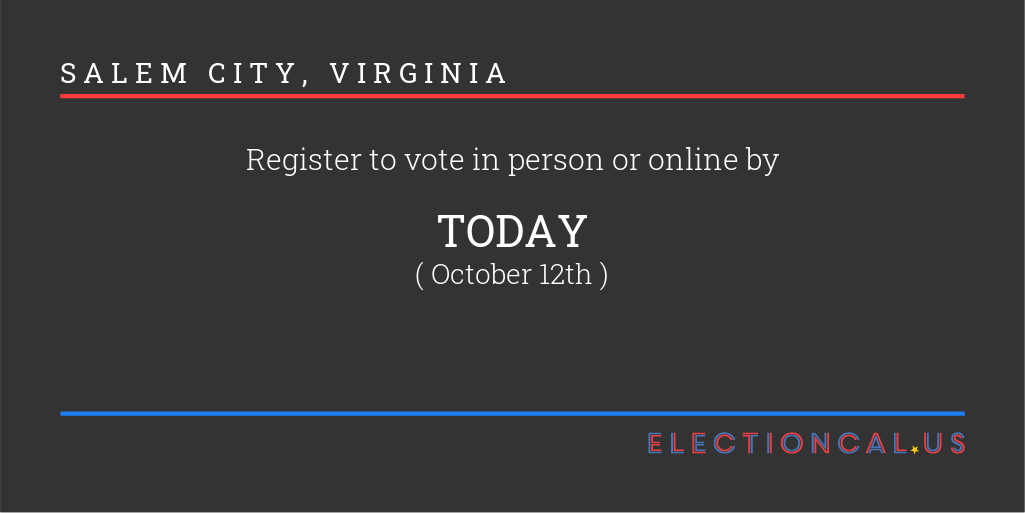 SALEM CITY, VIRGINIA
Register to vote in person or online by
TODAY
( October 12th )
ELECTIONCAL.US